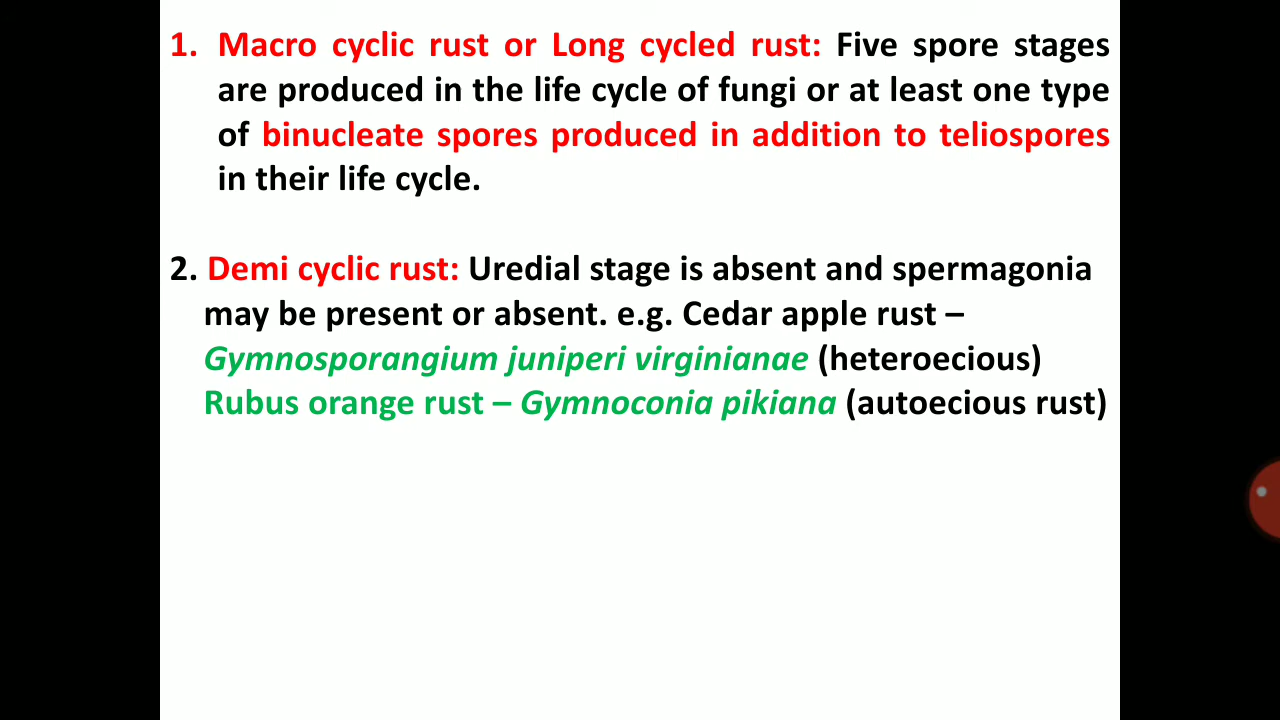 1. Macro cyclic rust or Long cycled rust: Five spore stages
are produced in the life cycle of fungi or at least one type
of binucleate spores produced in addition to teliospores
in their life cycle.
2. Demi cyclic rust: Uredial stage is absent and spermagonia
may be present or absent. e.g. Cedar apple rust –
Gymnosporangium juniperi virginianae (heteroecious)
Rubus orange rust – Gymnoconia pikiana (autoecious rust)